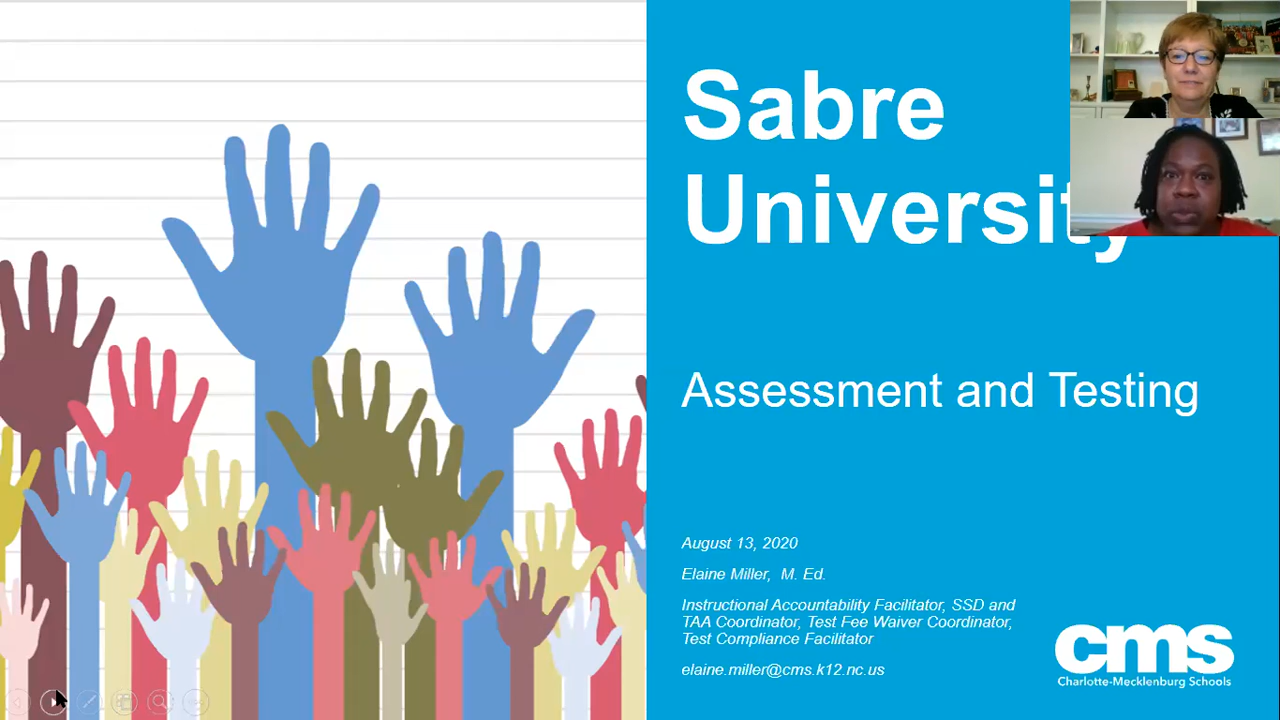 Sabre
University
Assessment and Testing
August 13, 2020
Elaine Miller, M. Ed.
Instructional Accountability Facilitator, SSD and
TAA Coordinator, Test Fee Waiver Coordinator,
Test Compliance Facilitator
elaine.miller@cms.k12.nc.us
cms
Charlotte-Mecklenburg Schools